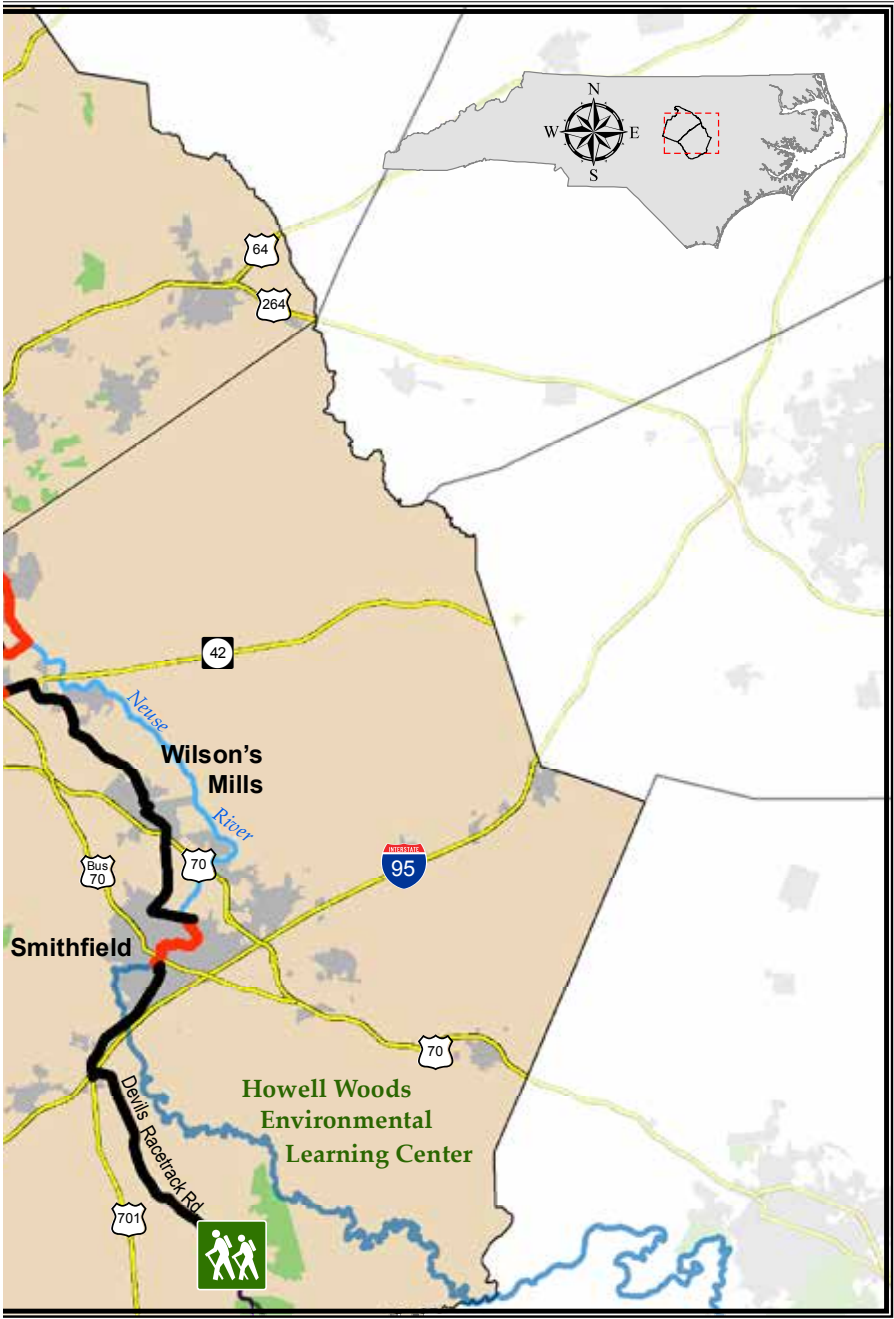 N
W
E
S
64
264
42
Neuse
Wilson's
Mills
River
INTERSTATE
95
Bus
70
70
Smithfield
70
Howell Woods
Environmental
Learning Center
Devils Racetrack Rd
701